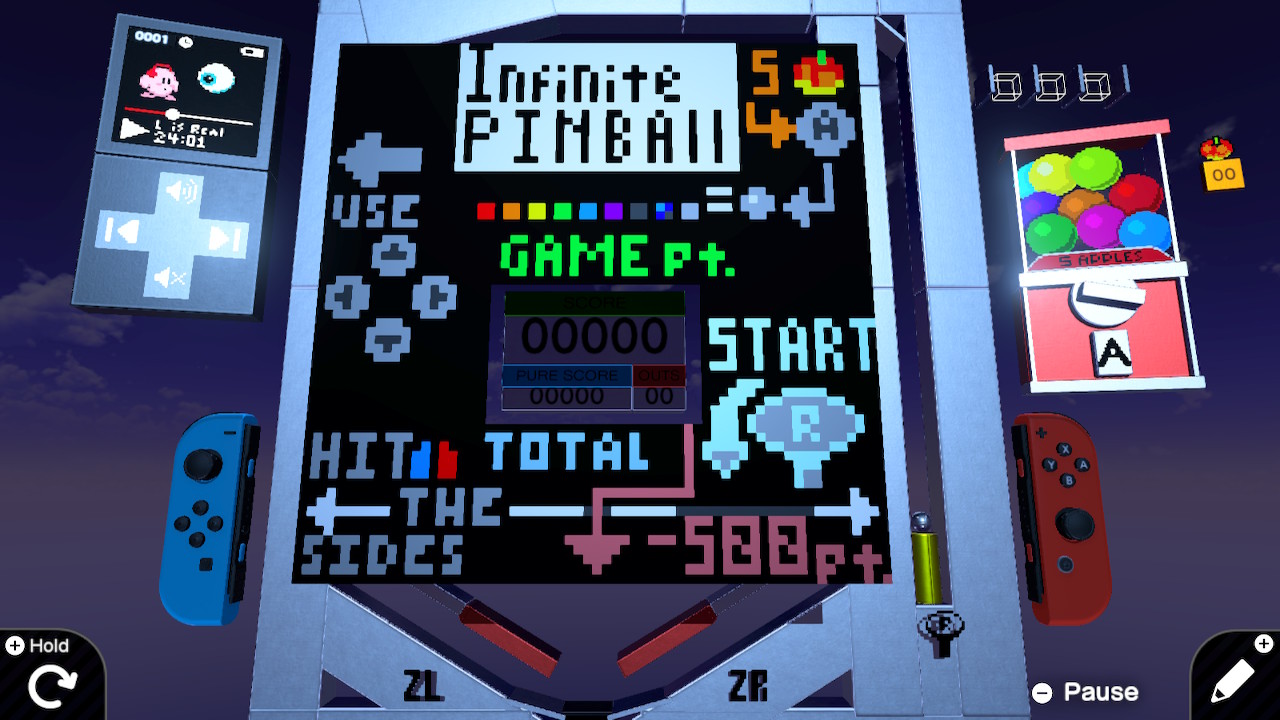 0001
L is Real
24:01
Infinite
PINBALL
5
4
A
USE
=
GAME pt.
SCORE
00000
PURE SCORE
OUTS
00000
00
START
R
HIT
TOTAL
THE
SIDES
-500pt.
ZL
ZR
R
5 APPLES
A
00
X
Y
A
B
Hold
Pause